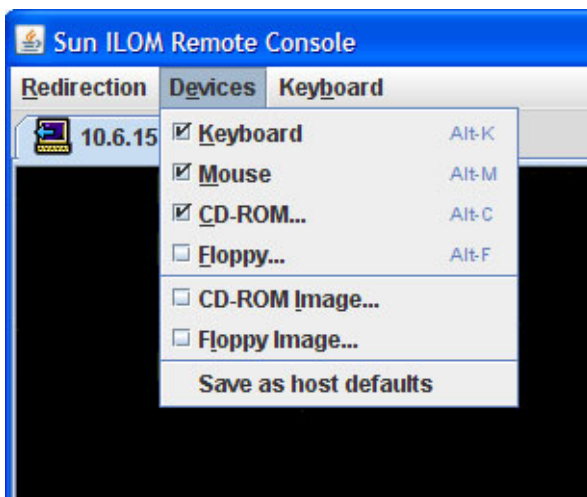 Sun ILOM Remote Console
Redirection Devices Keyboard
10.6.15
Keyboard Alt-K
Mouse Alt-M
CD-ROM... Alt-C
Floppy... Alt-F
CD-ROM Image...
Floppy Image...
Save as host defaults